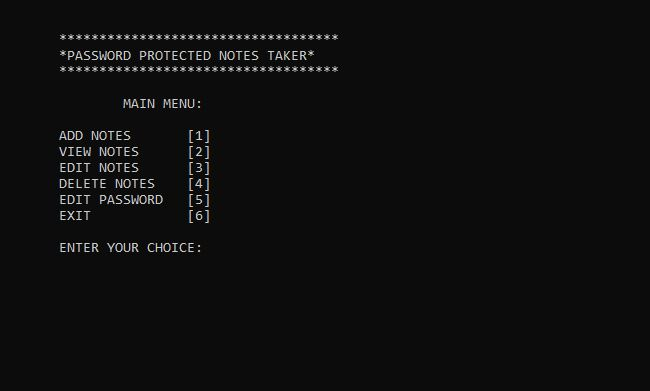 ***********************************
*PASSWORD PROTECTED NOTES TAKER*
***********************************
MAIN MENU:
ADD NOTES [1]
VIEW NOTES [2]
EDIT NOTES [3]
DELETE NOTES [4]
EDIT PASSWORD [5]
EXIT [6]
ENTER YOUR CHOICE: